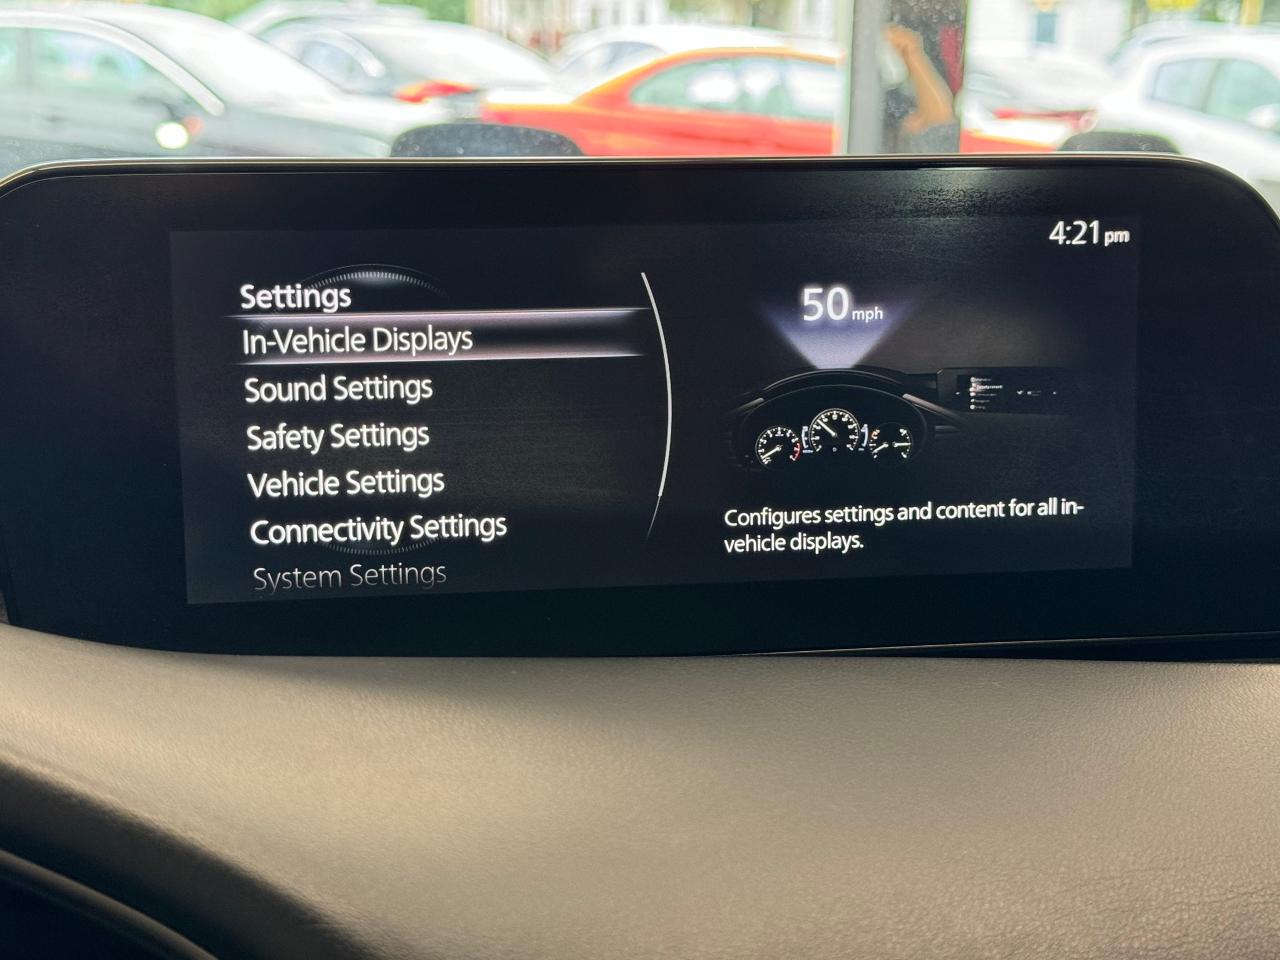 4:21 pm
Settings
In-Vehicle Displays
Sound Settings
Safety Settings
Vehicle Settings
Connectivity Settings
System Settings
50 mph
Configures settings and content for all in-
vehicle displays.